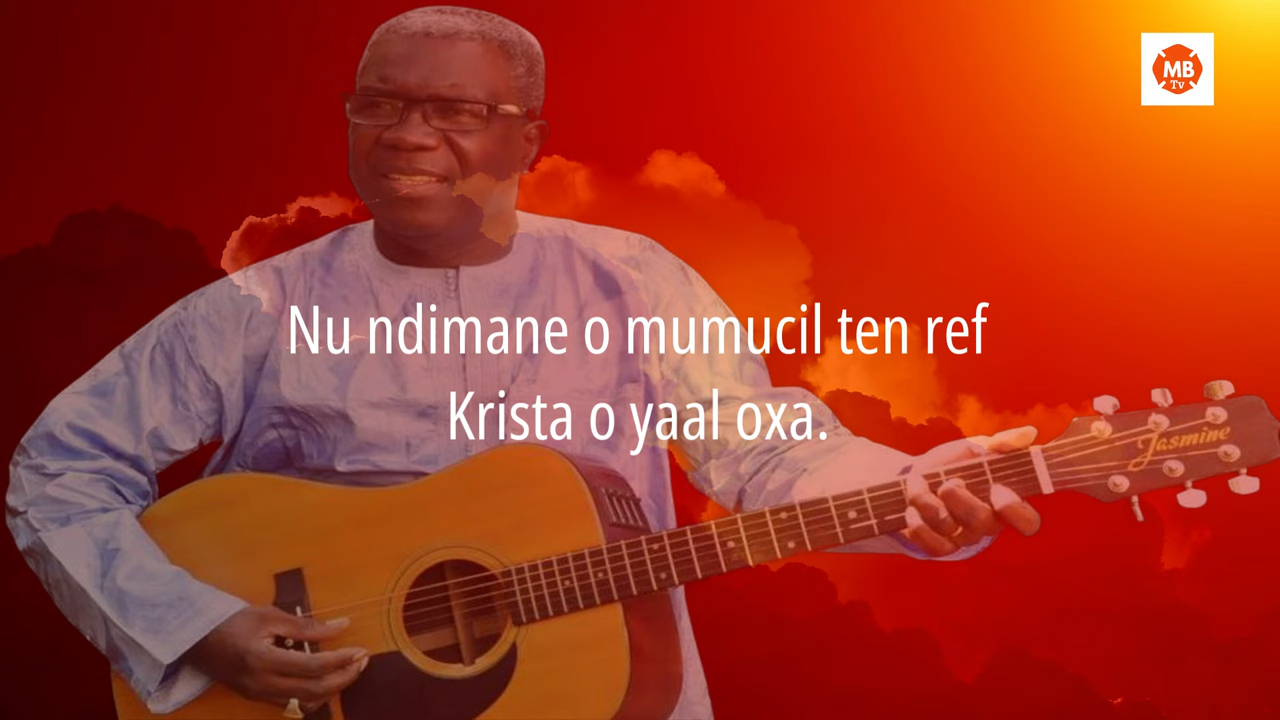 MB
Tv
Nu ndimane o mumucil ten ref
Krista o yaal oxa.
Jasmine